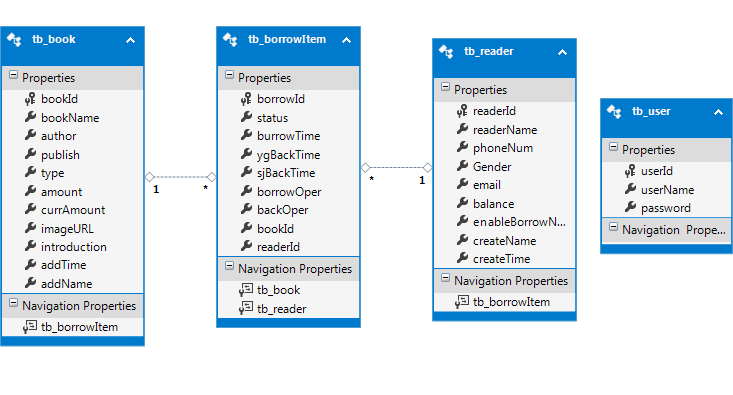 tb_book
Properties
bookId
bookName
author
publish
type
amount
currAmount
imageURL
introduction
addTime
addName
Navigation Properties
tb_borrowItem
1
*
tb_borrowItem
Properties
borrowId
status
burrowTime
ygBackTime
sjBackTime
borrowOper
backOper
bookId
readerId
Navigation Properties
tb_book
tb_reader
*
1
tb_reader
Properties
readerId
readerName
phoneNum
Gender
email
balance
enableBorrowN...
createName
createTime
Navigation Properties
tb_borrowItem
tb_user
Properties
userId
userName
password
Navigation Prope...